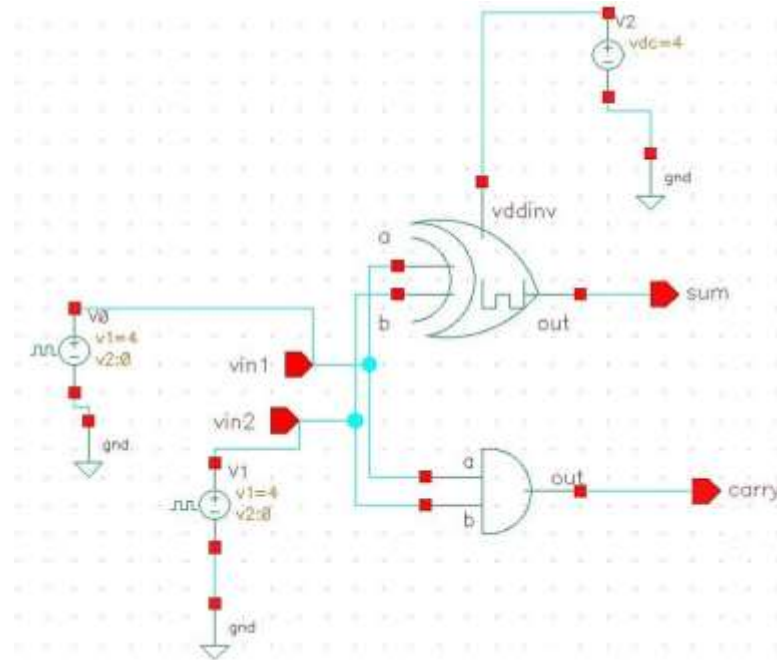 V2
vdc=4
gnd
vddinv
a
b
out
sum
V0
v1=4
v2:0
gnd
vin1
vin2
V1
v1=4
v2:0
gnd
a
b
out
carry